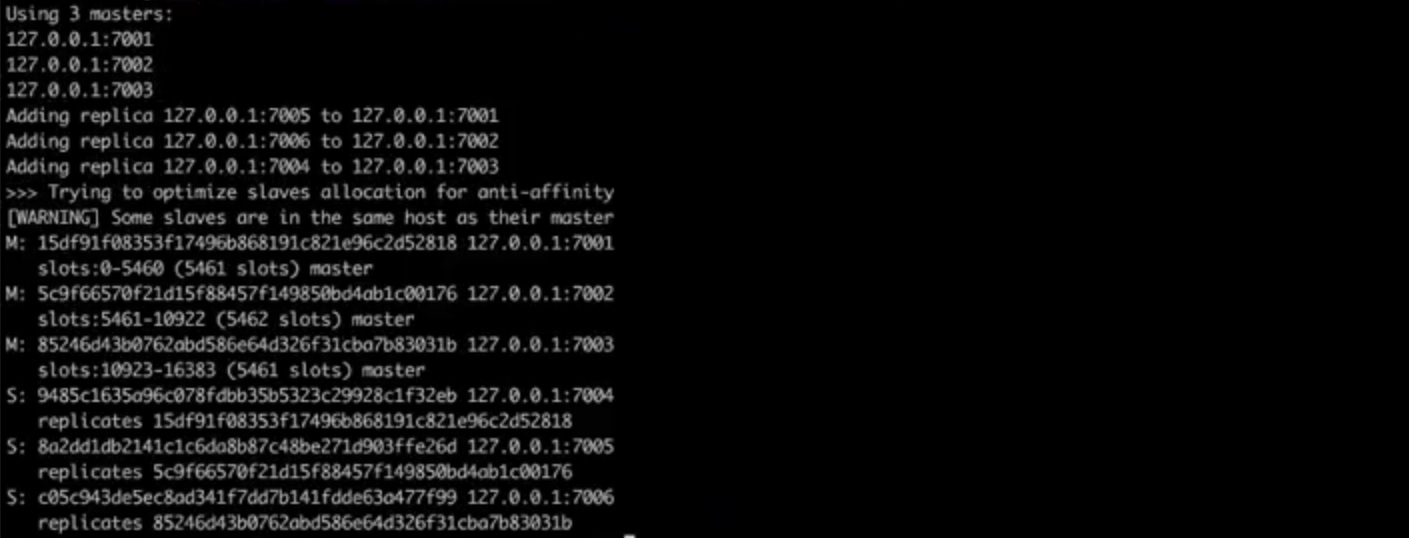 Using 3 masters:
127.0.0.1:7001
127.0.0.1:7002
127.0.0.1:7003
Adding replica 127.0.0.1:7005 to 127.0.0.1:7001
Adding replica 127.0.0.1:7006 to 127.0.0.1:7002
Adding replica 127.0.0.1:7004 to 127.0.0.1:7003
>>> Trying to optimize slaves allocation for anti-affinity
[WARNING] Some slaves are in the same host as their master
M: 15df91f08353f17496b868191c821e96c2d52818 127.0.0.1:7001
   slots:0-5460 (5461 slots) master
M: 5c9f66570f21d15f88457f149850bd4ab1c00176 127.0.0.1:7002
   slots:5461-10922 (5462 slots) master
M: 85246d43b0762abd586e64d326f31cba7b83031b 127.0.0.1:7003
   slots:10923-16383 (5461 slots) master
S: 9485c1635a96c078fdbb35b5323c29928c1f32eb 127.0.0.1:7004
   replicates 15df91f08353f17496b868191c821e96c2d52818
S: 8a2dd1db2141c1c6da8b87c48be271d903ffe26d 127.0.0.1:7005
   replicates 5c9f66570f21d15f88457f149850bd4ab1c00176
S: c05c943de5ec8ad341f7dd7b141fdde63a477f99 127.0.0.1:7006
   replicates 85246d43b0762abd586e64d326f31cba7b83031b